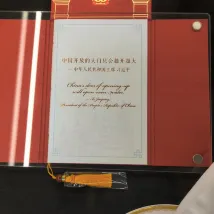 中国开放的大门只会越开越大
—中华人民共和国主席 习近平
China's door of opening-up
will open even wider.
Xi Jinping
President of the People's Republic of China